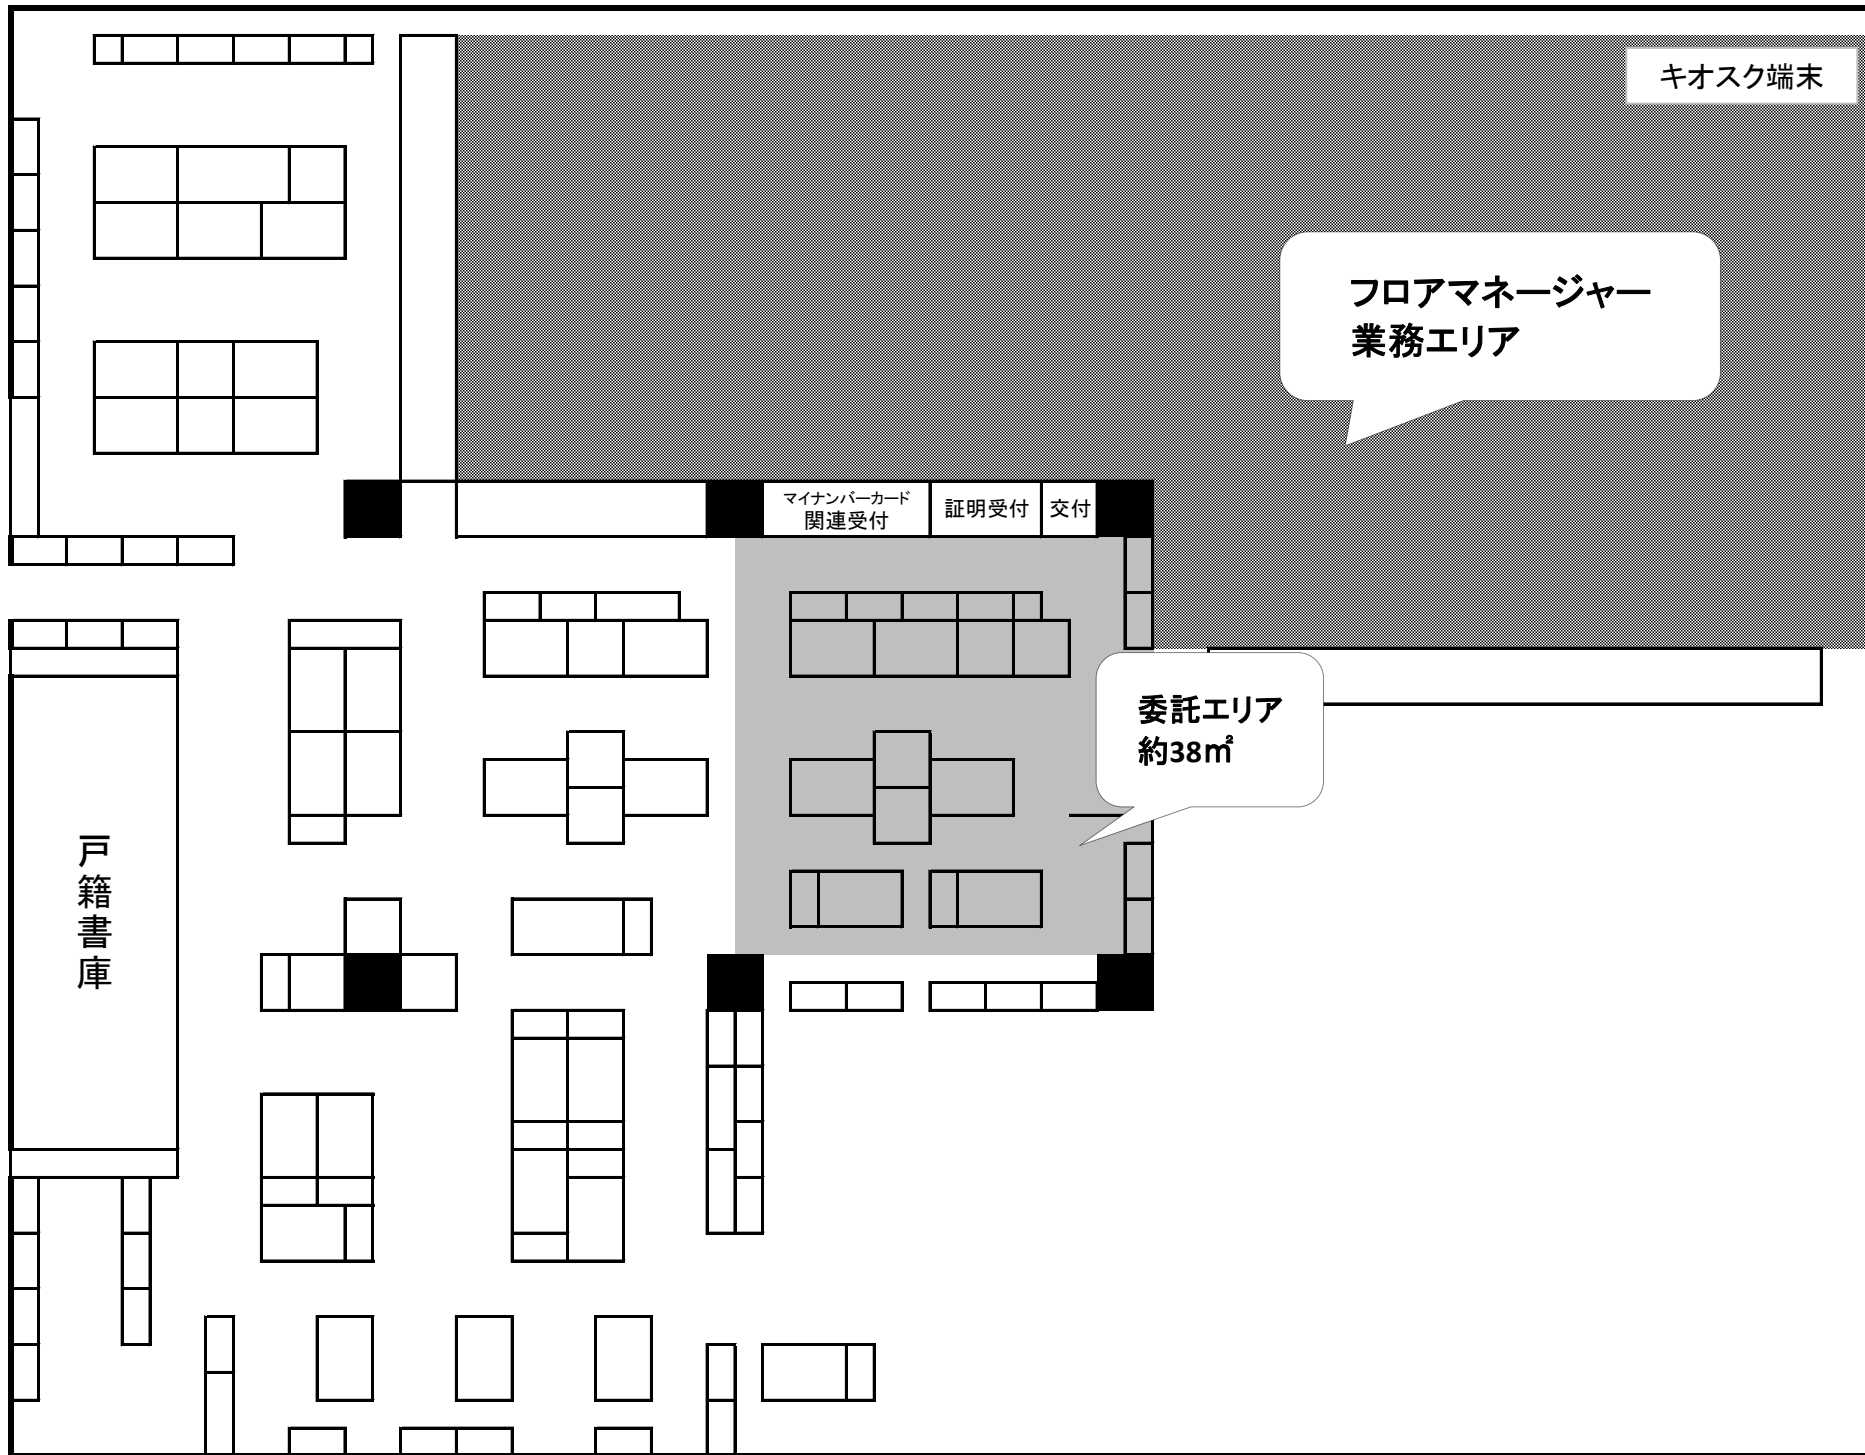 キオスク端末
フロアマネージャー
業務エリア
マイナンバーカード
関連受付
証明受付
交付
委託エリア
約38㎡
戸籍書庫